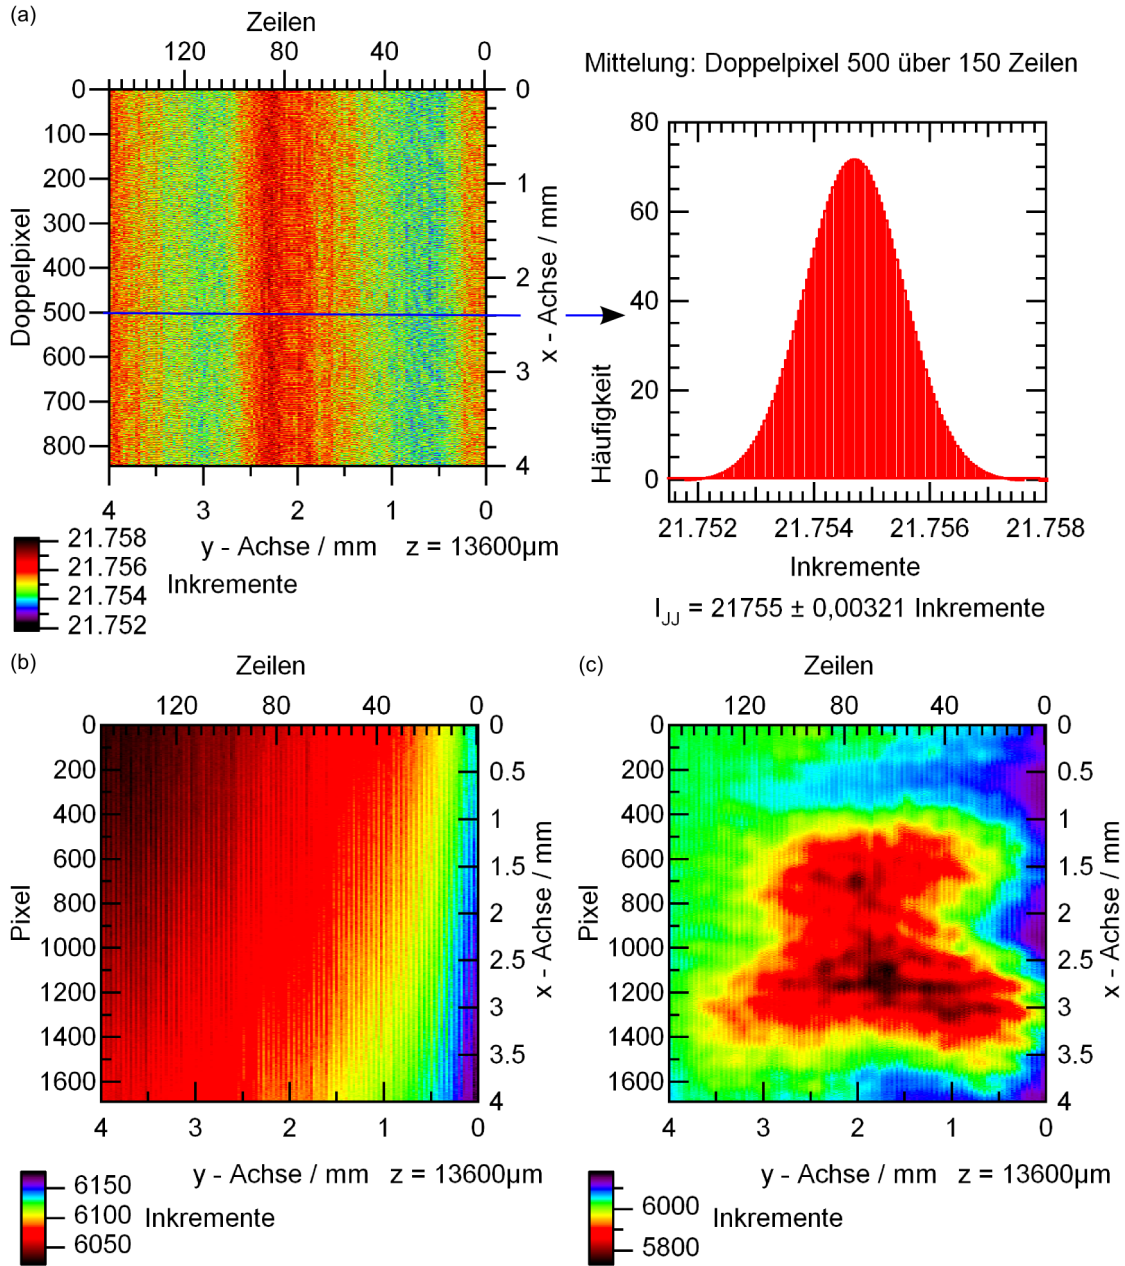 (a)
Zeilen
120 80 40 0
Doppelpixel
0
100
200
300
400
500
600
700
800
0
1
2
3
4
x - Achse / mm
4 3 2 1 0
y - Achse / mm z = 13600µm
21.758
21.756
21.754
21.752
Inkremente
Mittelung: Doppelpixel 500 über 150 Zeilen
Häufigkeit
80
60
40
20
0
21.752 21.754 21.756 21.758
Inkremente
I_JJ = 21755 ± 0,00321 Inkremente
(b)
Zeilen
120 80 40 0
Pixel
0
200
400
600
800
1000
1200
1400
1600
0
0.5
1
1.5
2
2.5
3
3.5
4
x - Achse / mm
4 3 2 1 0
y - Achse / mm z = 13600µm
6150
6100
6050
Inkremente
(c)
Zeilen
120 80 40 0
Pixel
0
200
400
600
800
1000
1200
1400
1600
0
0.5
1
1.5
2
2.5
3
3.5
4
x - Achse / mm
4 3 2 1 0
y - Achse / mm z = 13600µm
6000
5800
Inkremente